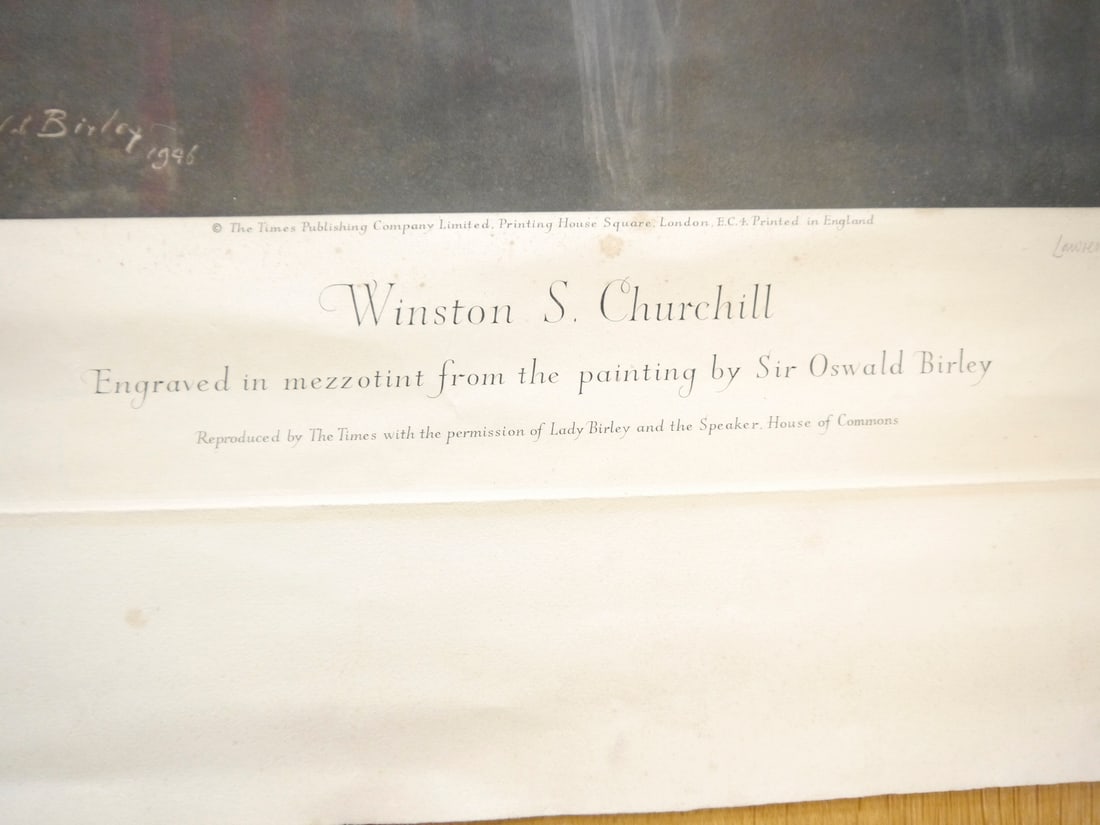 Birley
1946
© The Times Publishing Company Limited, Printing House Square, London, E.C.4. Printed in England
Winston S. Churchill
Engraved in mezzotint from the painting by Sir Oswald Birley
Reproduced by The Times with the permission of Lady Birley and the Speaker, House of Commons